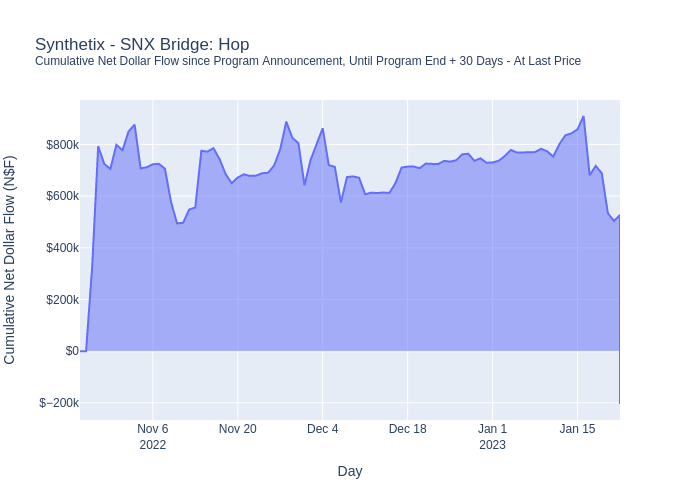 Synthetix - SNX Bridge: Hop
Cumulative Net Dollar Flow since Program Announcement, Until Program End + 30 Days - At Last Price
Cumulative Net Dollar Flow (N$F)
$800k
$600k
$400k
$200k
$0
$−200k
Nov 6
2022
Nov 20
Dec 4
Dec 18
Jan 1
2023
Jan 15
Day